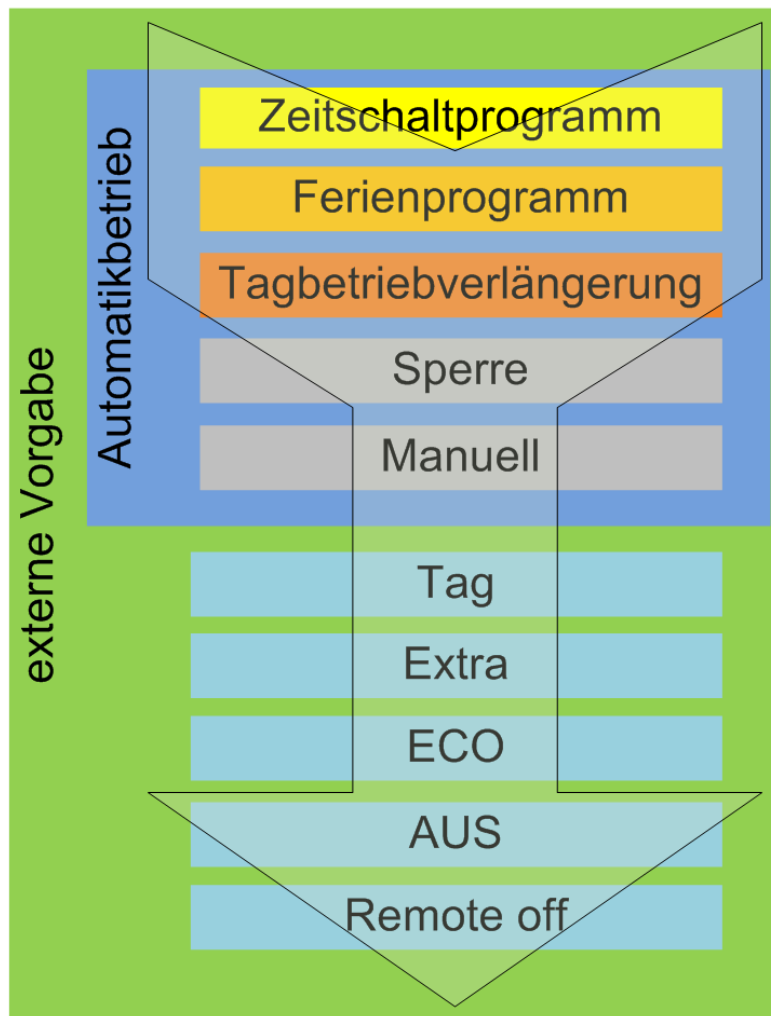 externe Vorgabe
Automatikbetrieb
Zeitschaltprogramm
Ferienprogramm
Tagbetriebverlängerung
Sperre
Manuell
Tag
Extra
ECO
AUS
Remote off